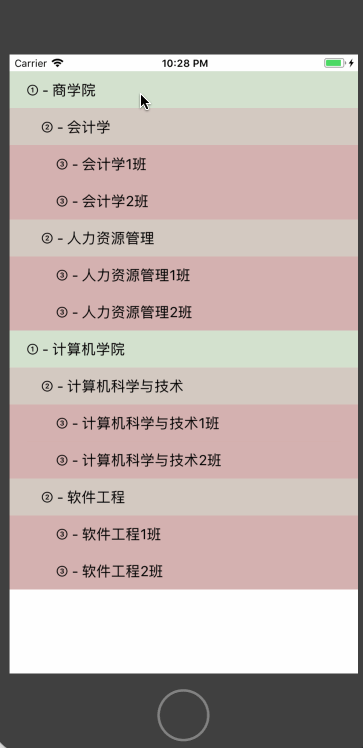 Carrier 10:28 PM
① - 商学院
② - 会计学
③ - 会计学1班
③ - 会计学2班
② - 人力资源管理
③ - 人力资源管理1班
③ - 人力资源管理2班
① - 计算机学院
② - 计算机科学与技术
③ - 计算机科学与技术1班
③ - 计算机科学与技术2班
② - 软件工程
③ - 软件工程1班
③ - 软件工程2班